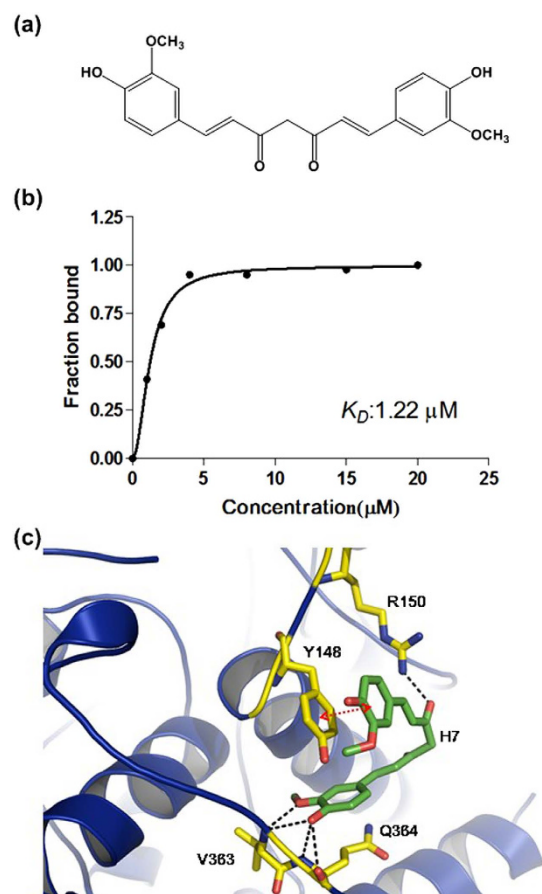 (a)
OCH3
HO
OH
OCH3
O
O
(b)
1.25
1.00
0.75
0.50
0.25
0.00
Fraction bound
KD:1.22 μM
0
5
10
15
20
25
Concentration(μM)
(c)
R150
Y148
H7
Q364
V363